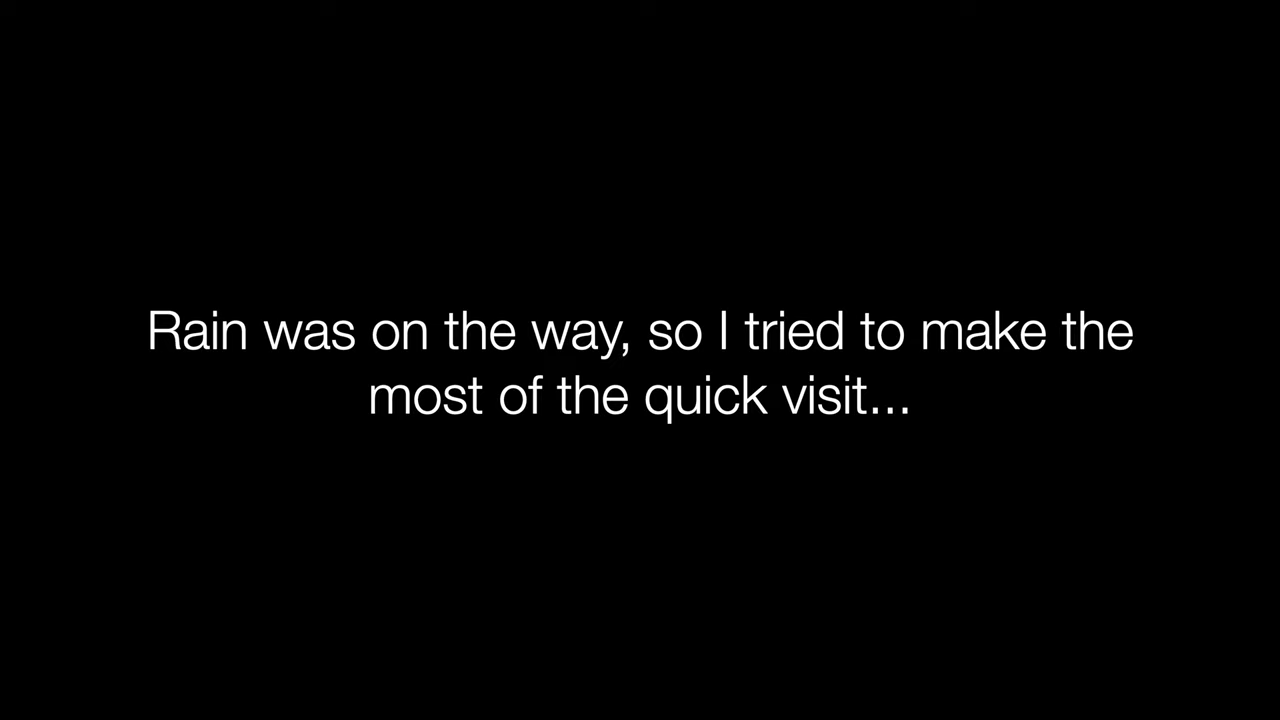 Rain was on the way, so I tried to make the
most of the quick visit...